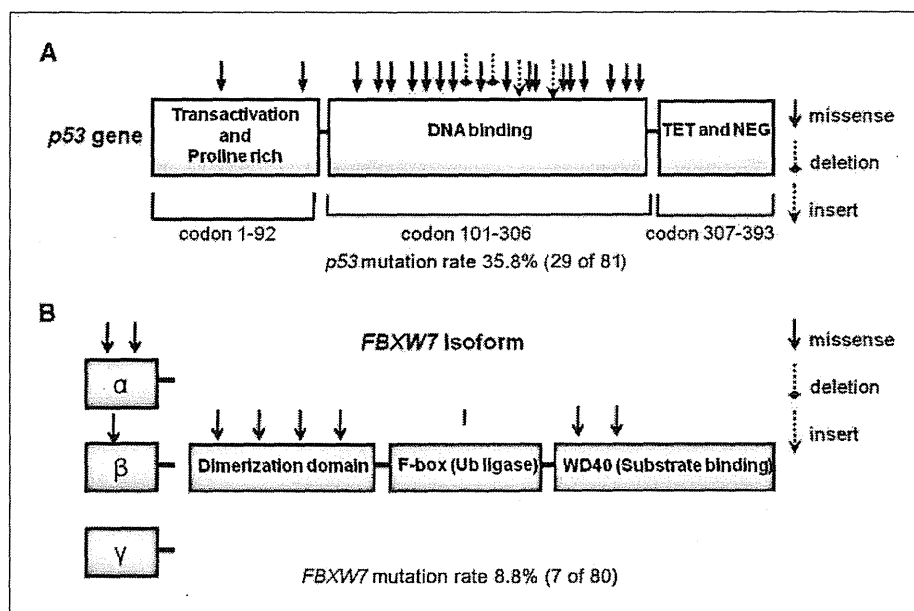 A
p53 gene
Transactivation
and
Proline rich
DNA binding
TET and NEG
missense
deletion
insert
codon 1-92
codon 101-306
codon 307-393
p53 mutation rate 35.8% (29 of 81)
B
FBXW7 Isoform
missense
deletion
insert
α
β
Dimerization domain
F-box (Ub ligase)
WD40 (Substrate binding)
γ
FBXW7 mutation rate 8.8% (7 of 80)